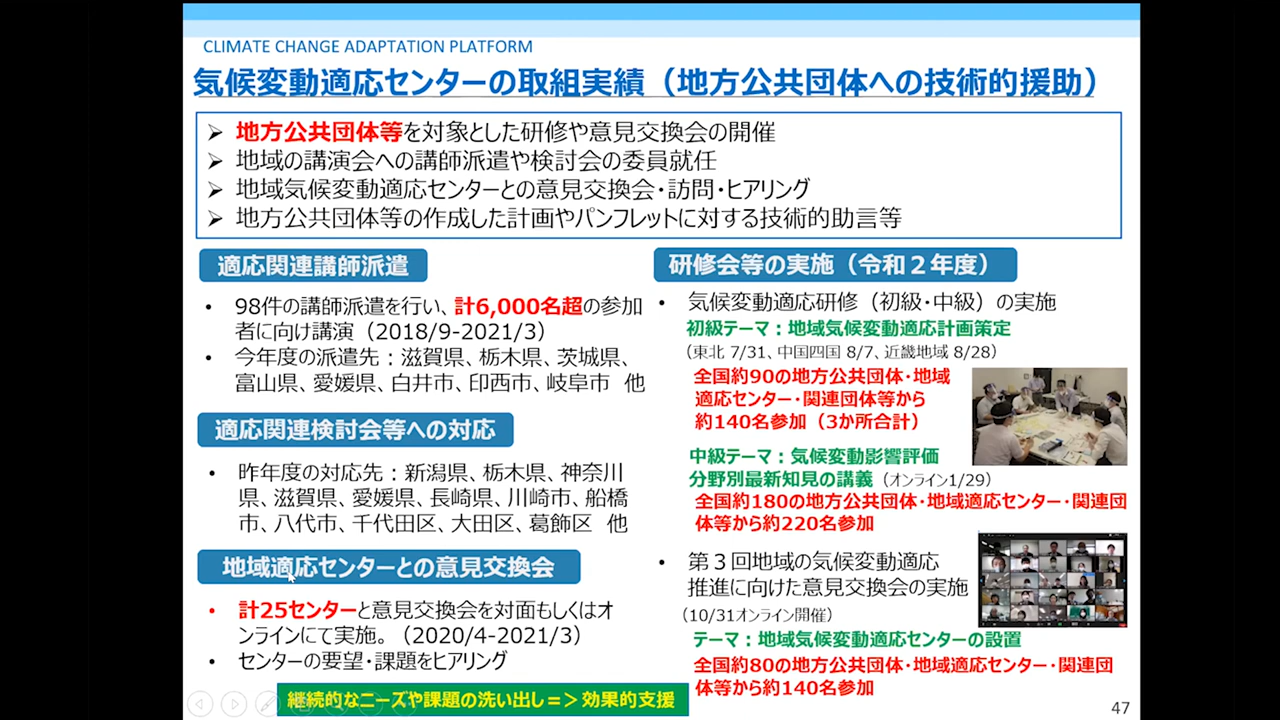 CLIMATE CHANGE ADAPTATION PLATFORM
気候変動適応センターの取組実績（地方公共団体への技術的援助）
➢ 地方公共団体等を対象とした研修や意見交換会の開催
➢ 地域の講演会への講師派遣や検討会の委員就任
➢ 地域気候変動適応センターとの意見交換会・訪問・ヒアリング
➢ 地方公共団体等の作成した計画やパンフレットに対する技術的助言等
適応関連講師派遣
• 98件の講師派遣を行い、計6,000名超の参加
者に向け講演（2018/9-2021/3）
• 今年度の派遣先：滋賀県、栃木県、茨城県、
富山県、愛媛県、白井市、印西市、岐阜市 他
適応関連検討会等への対応
• 昨年度の対応先：新潟県、栃木県、神奈川
県、滋賀県、愛媛県、長崎県、川崎市、船橋
市、八代市、千代田区、大田区、葛飾区 他
地域適応センターとの意見交換会
• 計25センターと意見交換会を対面もしくはオ
ンラインにて実施。（2020/4-2021/3）
• センターの要望・課題をヒアリング
継続的なニーズや課題の洗い出し＝＞効果的支援
研修会等の実施（令和２年度）
• 気候変動適応研修（初級・中級）の実施
初級テーマ：地域気候変動適応計画策定
（東北 7/31、中国四国 8/7、近畿地域 8/28）
全国約90の地方公共団体・地域
適応センター・関連団体等から
約140名参加（3か所合計）
中級テーマ：気候変動影響評価
分野別最新知見の講義（オンライン1/29）
全国約180の地方公共団体・地域適応センター・関連団
体等から約220名参加
• 第３回地域の気候変動適応
推進に向けた意見交換会の実施
（10/31オンライン開催）
テーマ：地域気候変動適応センターの設置
全国約80の地方公共団体・地域適応センター・関連団
体等から約140名参加
47